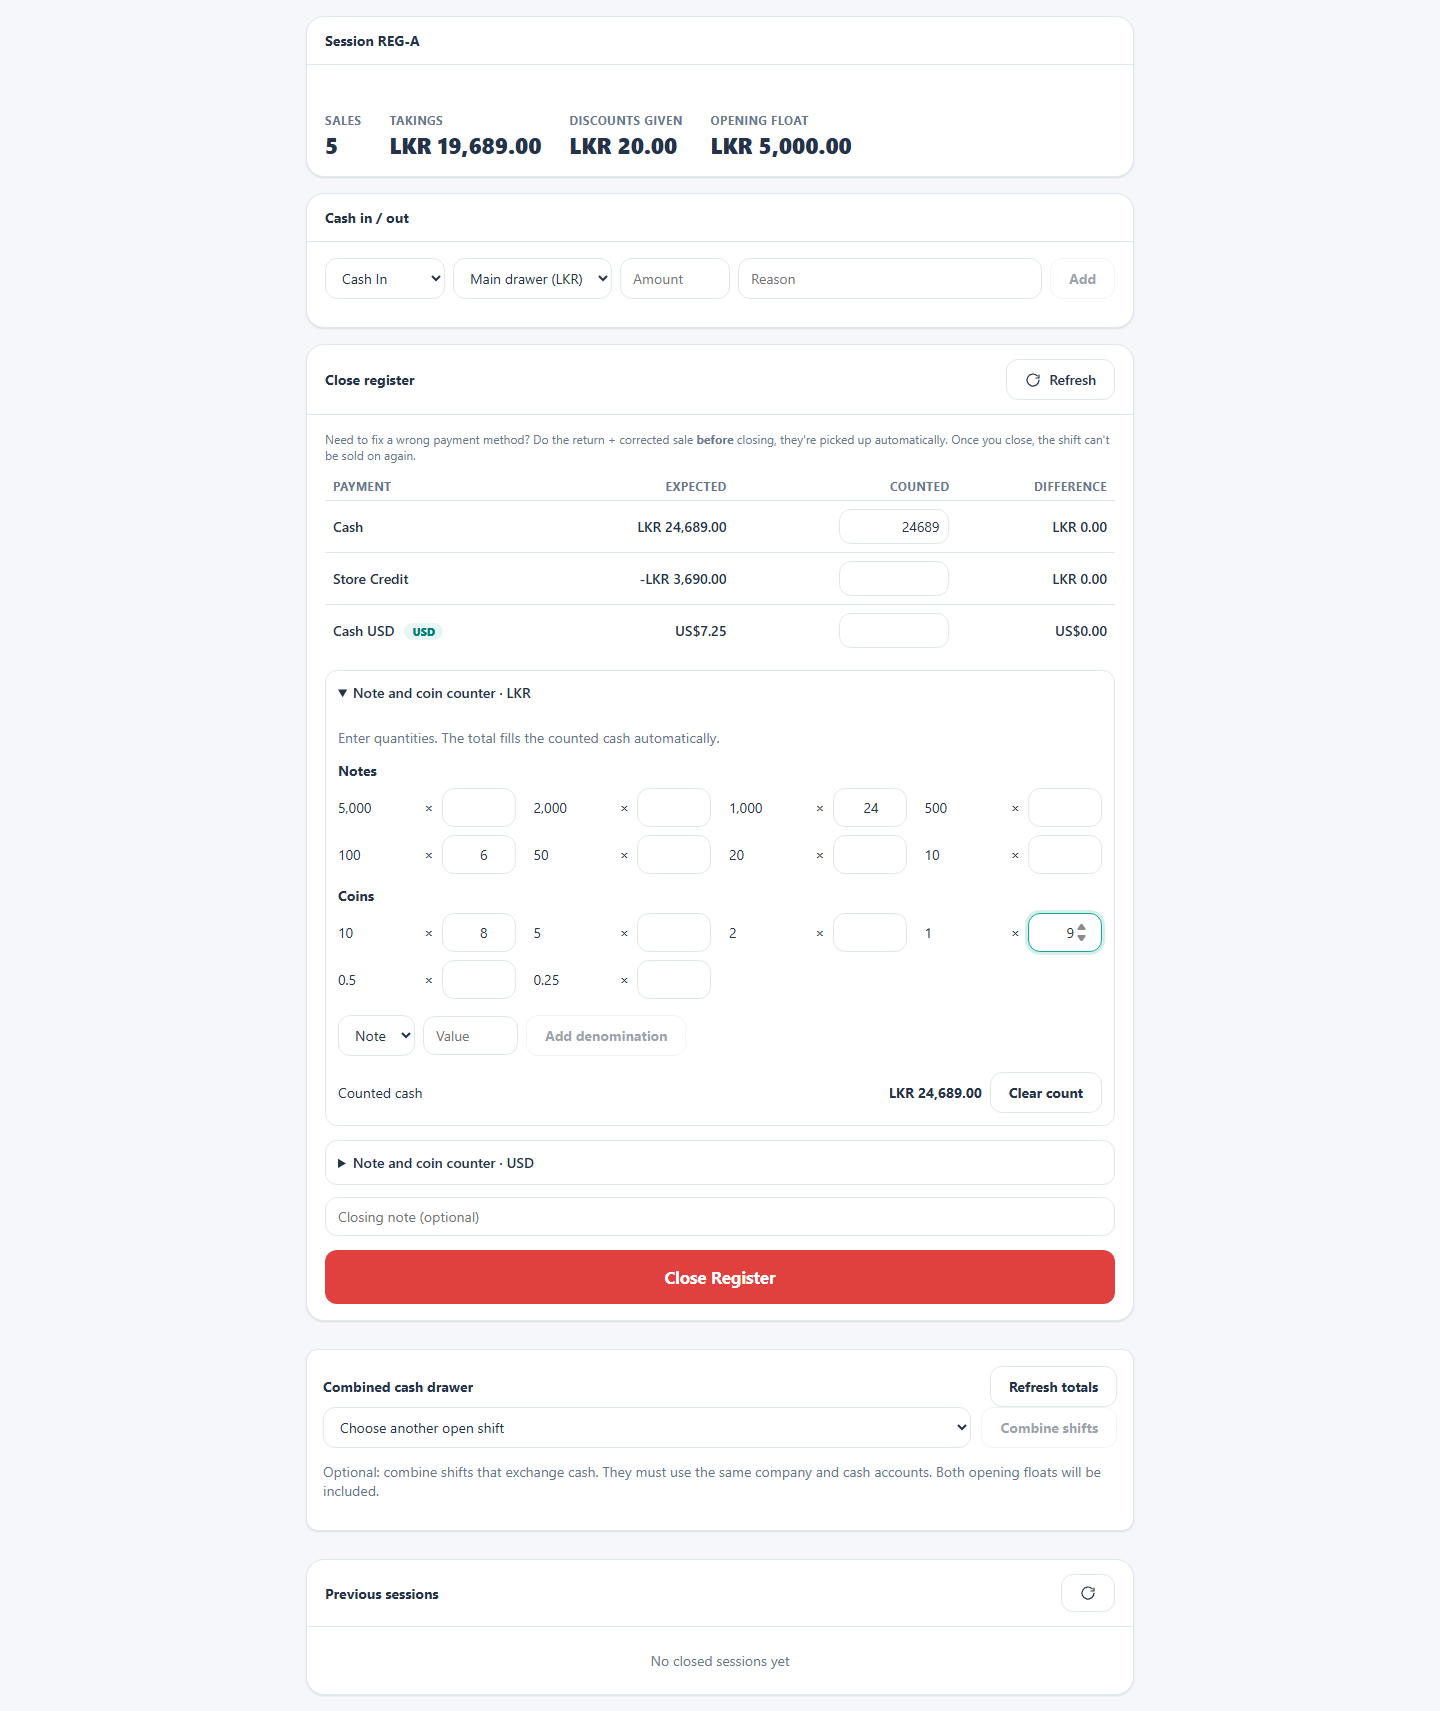 Session REG-A
SALES TAKINGS DISCOUNTS GIVEN OPENING FLOAT
5 LKR 19,689.00 LKR 20.00 LKR 5,000.00
Cash in / out
Cash In Main drawer (LKR) Amount Reason Add
Close register Refresh
Need to fix a wrong payment method? Do the return + corrected sale before closing, they're picked up automatically. Once you close, the shift can't
be sold on again.
PAYMENT EXPECTED COUNTED DIFFERENCE
Cash LKR 24,689.00 24689 LKR 0.00
Store Credit -LKR 3,690.00 LKR 0.00
Cash USD USD US$7.25 US$0.00
Note and coin counter · LKR
Enter quantities. The total fills the counted cash automatically.
Notes
5,000 × 2,000 × 1,000 × 24 500 ×
100 × 6 50 × 20 × 10 ×
Coins
10 × 8 5 × 2 × 1 × 9
0.5 × 0.25 ×
Note Value Add denomination
Counted cash LKR 24,689.00 Clear count
Note and coin counter · USD
Closing note (optional)
Close Register
Combined cash drawer Refresh totals
Choose another open shift Combine shifts
Optional: combine shifts that exchange cash. They must use the same company and cash accounts. Both opening floats will be
included.
Previous sessions
No closed sessions yet